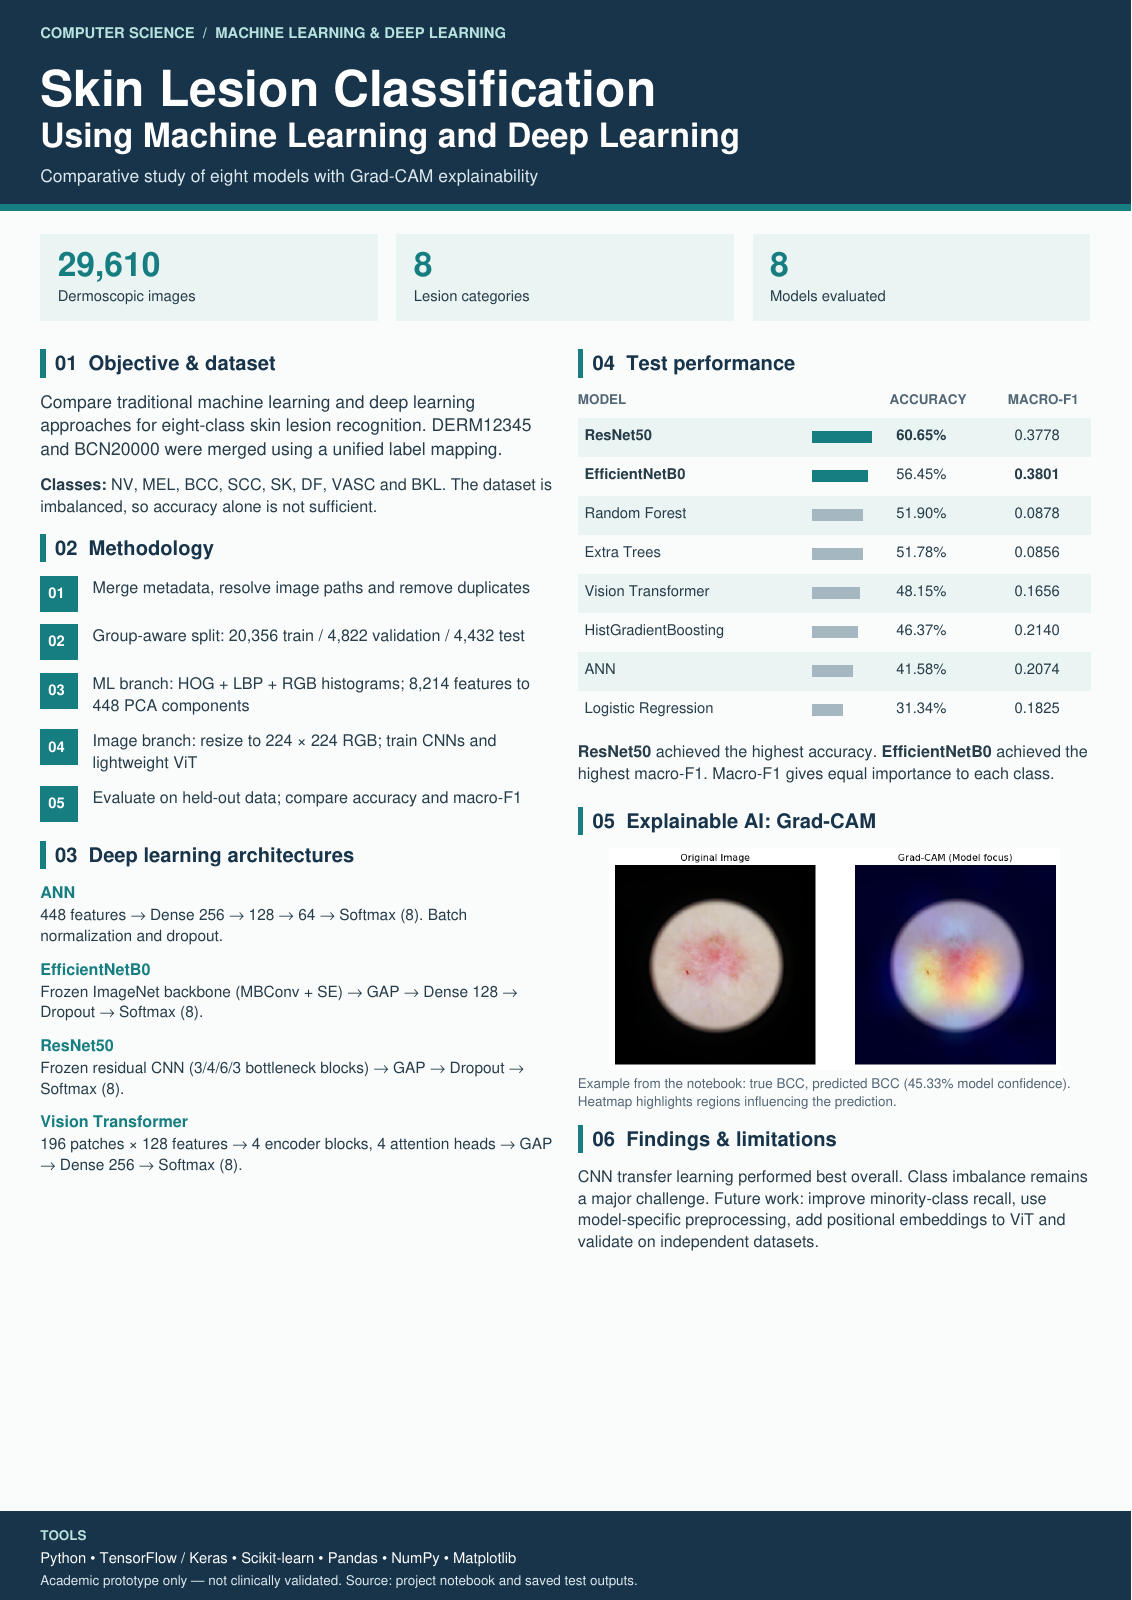 COMPUTER SCIENCE / MACHINE LEARNING & DEEP LEARNING
Skin Lesion Classification
Using Machine Learning and Deep Learning
Comparative study of eight models with Grad-CAM explainability
29,610
Dermoscopic images
8
Lesion categories
8
Models evaluated
01 Objective & dataset
Compare traditional machine learning and deep learning
approaches for eight-class skin lesion recognition. DERM12345
and BCN20000 were merged using a unified label mapping.
Classes: NV, MEL, BCC, SCC, SK, DF, VASC and BKL. The dataset is
imbalanced, so accuracy alone is not sufficient.
02 Methodology
01 Merge metadata, resolve image paths and remove duplicates
02 Group-aware split: 20,356 train / 4,822 validation / 4,432 test
03 ML branch: HOG + LBP + RGB histograms; 8,214 features to
448 PCA components
04 Image branch: resize to 224 × 224 RGB; train CNNs and
lightweight ViT
05 Evaluate on held-out data; compare accuracy and macro-F1
03 Deep learning architectures
ANN
448 features → Dense 256 → 128 → 64 → Softmax (8). Batch
normalization and dropout.
EfficientNetB0
Frozen ImageNet backbone (MBConv + SE) → GAP → Dense 128 →
Dropout → Softmax (8).
ResNet50
Frozen residual CNN (3/4/6/3 bottleneck blocks) → GAP → Dropout →
Softmax (8).
Vision Transformer
196 patches × 128 features → 4 encoder blocks, 4 attention heads → GAP
→ Dense 256 → Softmax (8).
04 Test performance
MODEL ACCURACY MACRO-F1
ResNet50 60.65% 0.3778
EfficientNetB0 56.45% 0.3801
Random Forest 51.90% 0.0878
Extra Trees 51.78% 0.0856
Vision Transformer 48.15% 0.1656
HistGradientBoosting 46.37% 0.2140
ANN 41.58% 0.2074
Logistic Regression 31.34% 0.1825
ResNet50 achieved the highest accuracy. EfficientNetB0 achieved the
highest macro-F1. Macro-F1 gives equal importance to each class.
05 Explainable AI: Grad-CAM
Original Image Grad-CAM (Model focus)
Example from the notebook: true BCC, predicted BCC (45.33% model confidence).
Heatmap highlights regions influencing the prediction.
06 Findings & limitations
CNN transfer learning performed best overall. Class imbalance remains
a major challenge. Future work: improve minority-class recall, use
model-specific preprocessing, add positional embeddings to ViT and
validate on independent datasets.
TOOLS
Python • TensorFlow / Keras • Scikit-learn • Pandas • NumPy • Matplotlib
Academic prototype only — not clinically validated. Source: project notebook and saved test outputs.